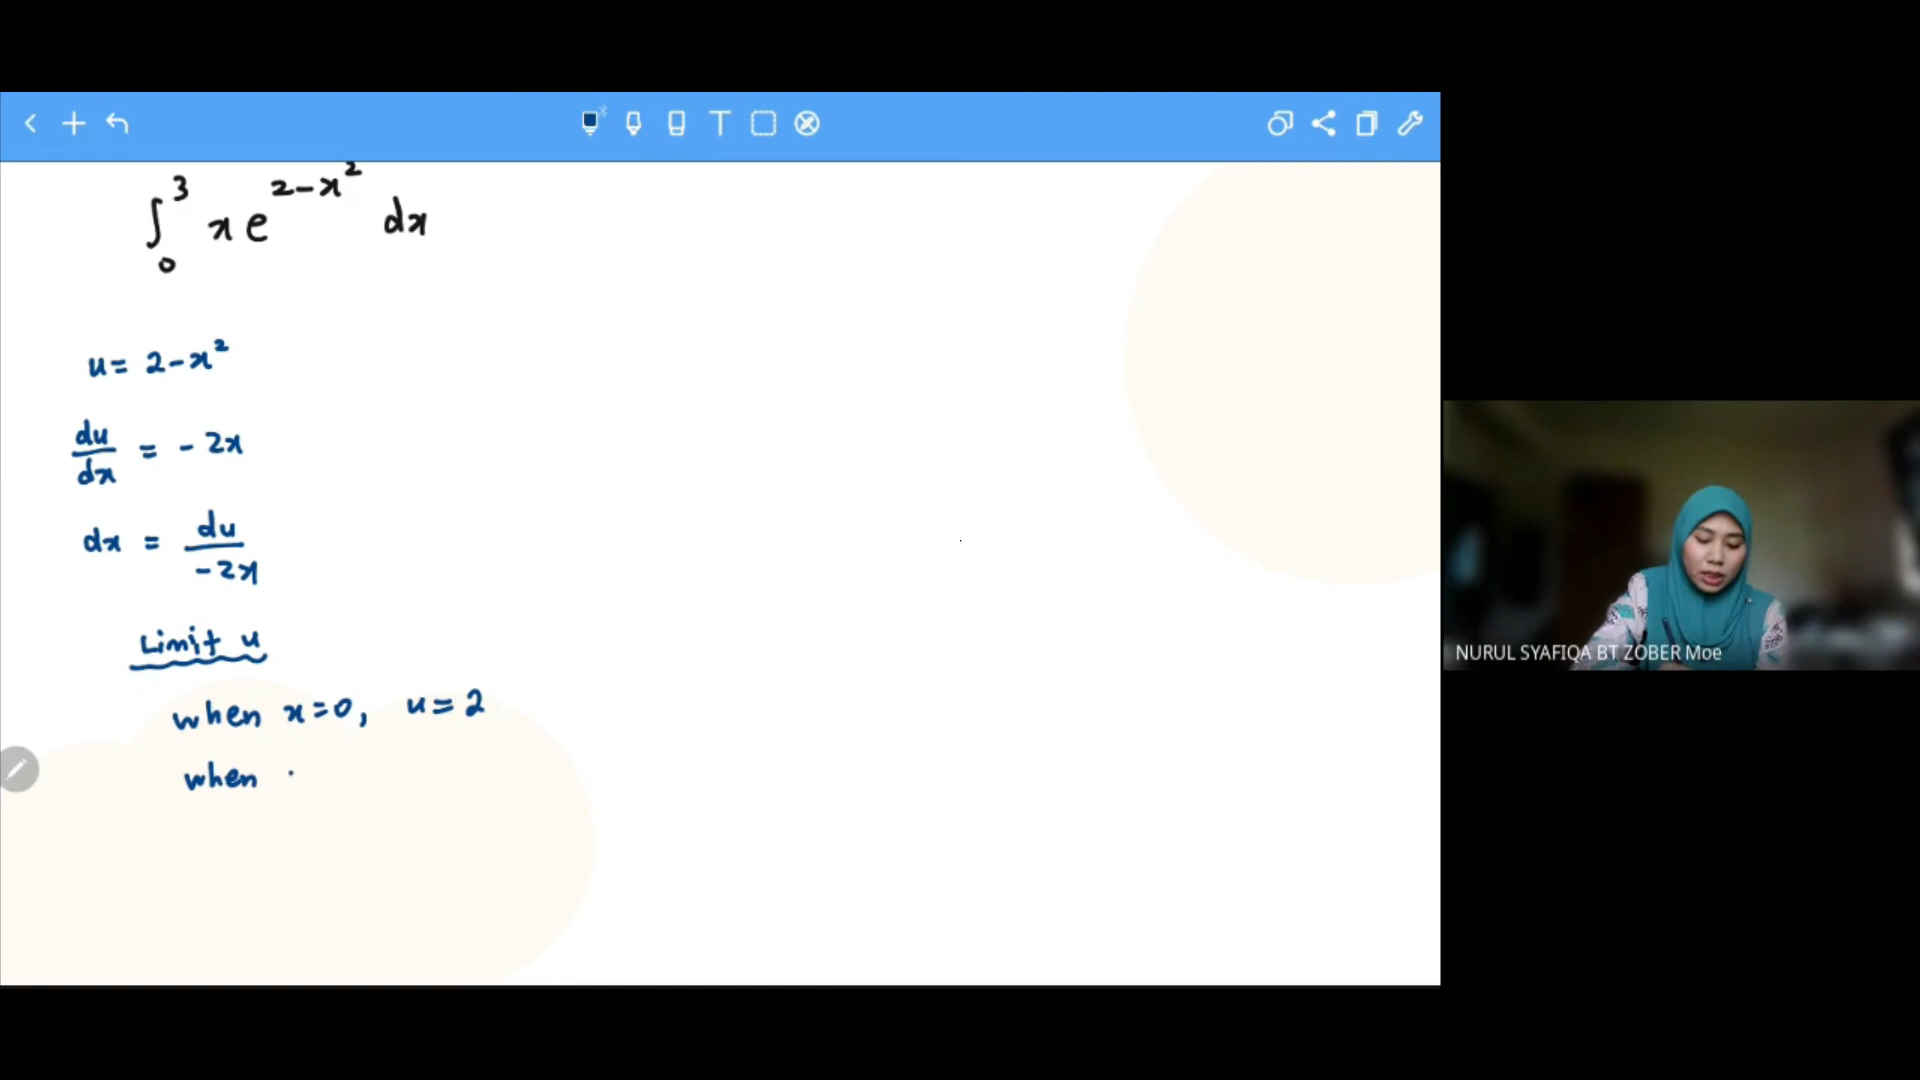 ∫₀³ x e^(2-x²) dx
u = 2-x²
du/dx = -2x
dx = du/-2x
Limit u
when x=0, u=2
when
NURUL SYAFIQA BT ZOBER Moe